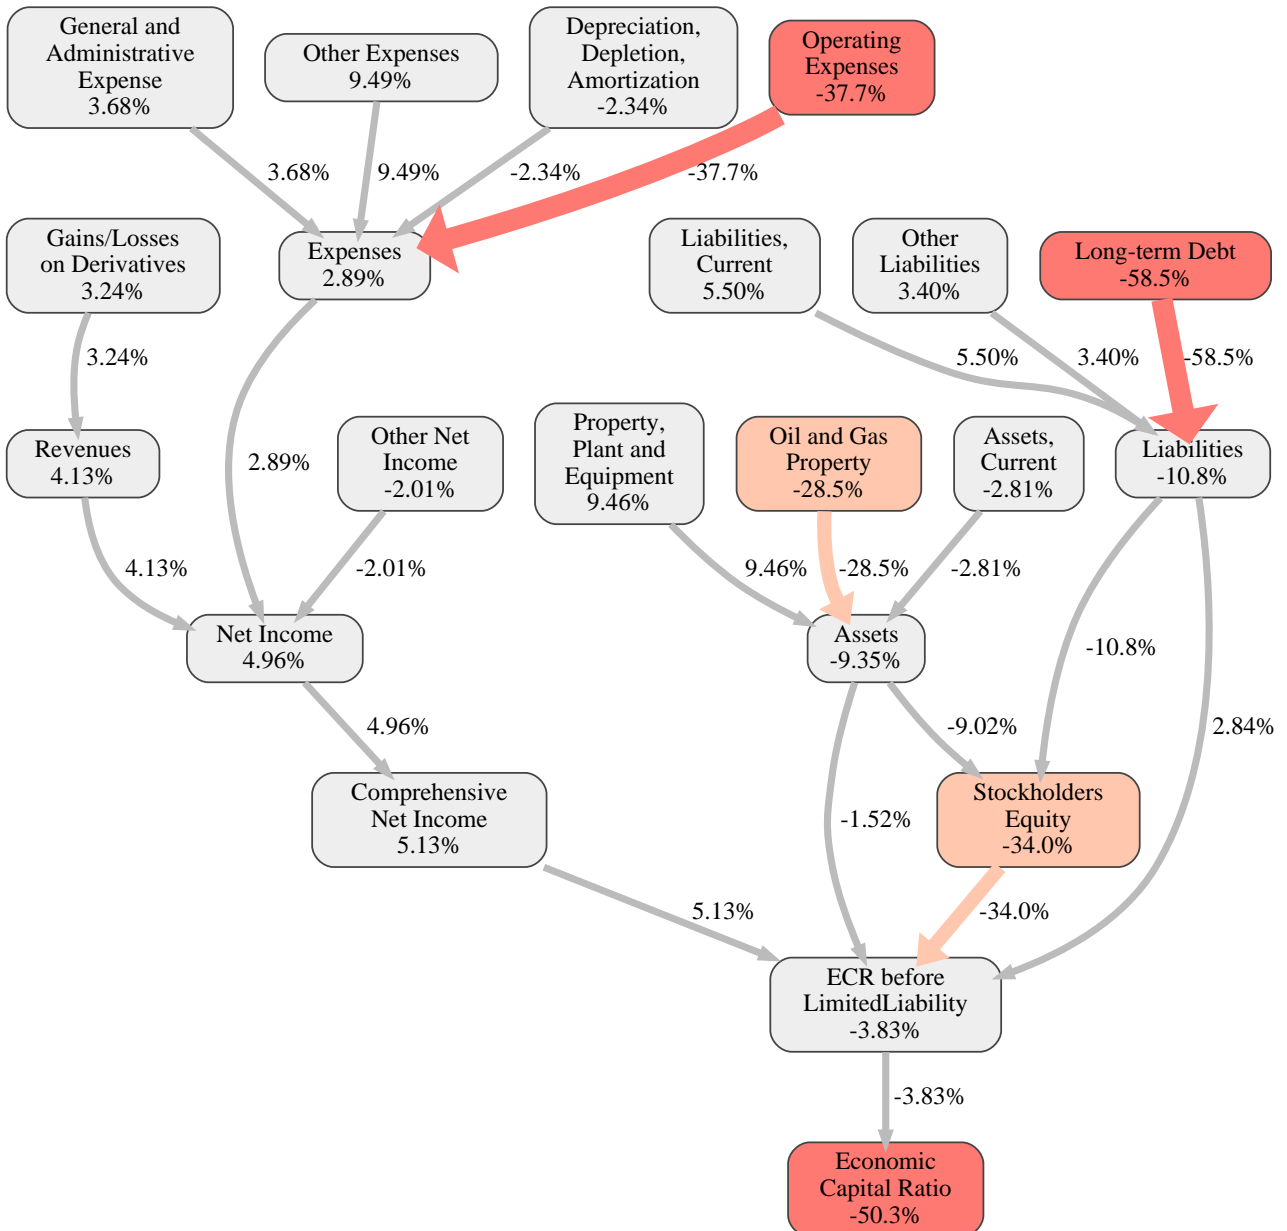 General and
Administrative
Expense
3.68%
Other Expenses
9.49%
Depreciation,
Depletion,
Amortization
-2.34%
Operating
Expenses
-37.7%
3.68%
9.49%
-2.34%
-37.7%
Gains/Losses
on Derivatives
3.24%
Expenses
2.89%
Liabilities,
Current
5.50%
Other
Liabilities
3.40%
Long-term Debt
-58.5%
3.24%
5.50%
3.40%
-58.5%
Revenues
4.13%
2.89%
Other Net
Income
-2.01%
Property,
Plant and
Equipment
9.46%
Oil and Gas
Property
-28.5%
Assets,
Current
-2.81%
Liabilities
-10.8%
4.13%
-2.01%
9.46%
-28.5%
-2.81%
Net Income
4.96%
Assets
-9.35%
-10.8%
4.96%
-9.02%
2.84%
Comprehensive
Net Income
5.13%
-1.52%
Stockholders
Equity
-34.0%
5.13%
-34.0%
ECR before
LimitedLiability
-3.83%
-3.83%
Economic
Capital Ratio
-50.3%